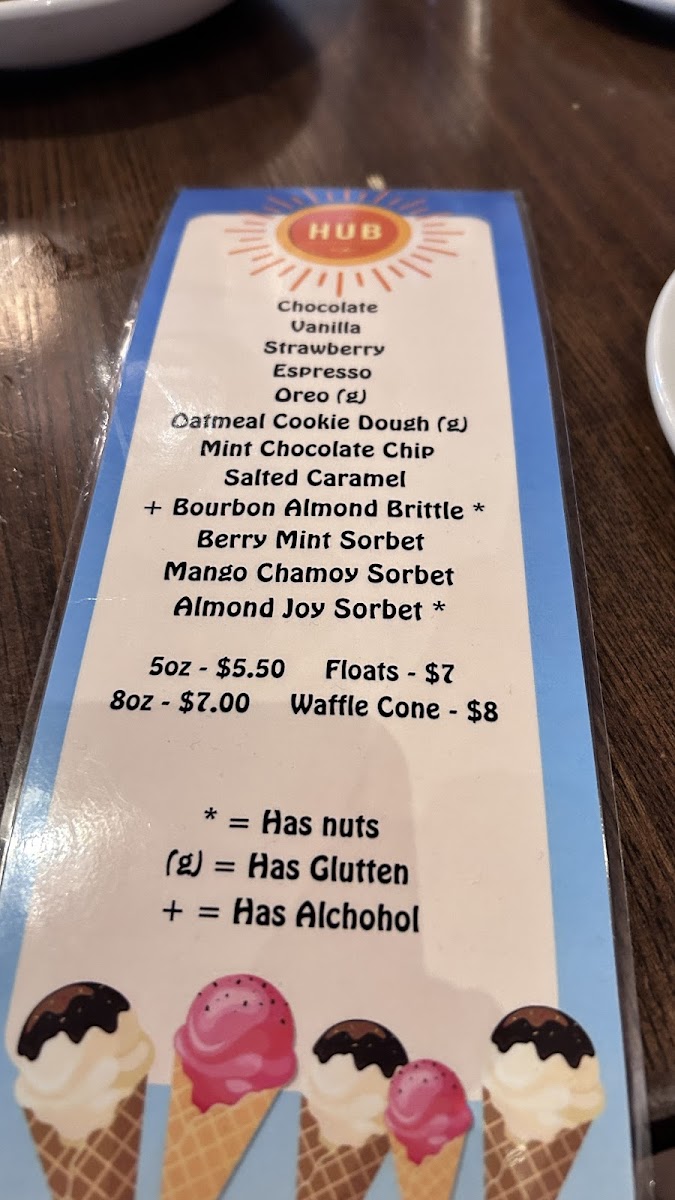 HUB
Chocolate
Vanilla
Strawberry
Espresso
Oreo (g)
Oatmeal Cookie Dough (g)
Mint Chocolate Chip
Salted Caramel
+ Bourbon Almond Brittle *
Berry Mint Sorbet
Mango Chamoy Sorbet
Almond Joy Sorbet *
5oz - $5.50 Floats - $7
8oz - $7.00 Waffle Cone - $8
* = Has nuts
(g) = Has Glutten
+ = Has Alchohol